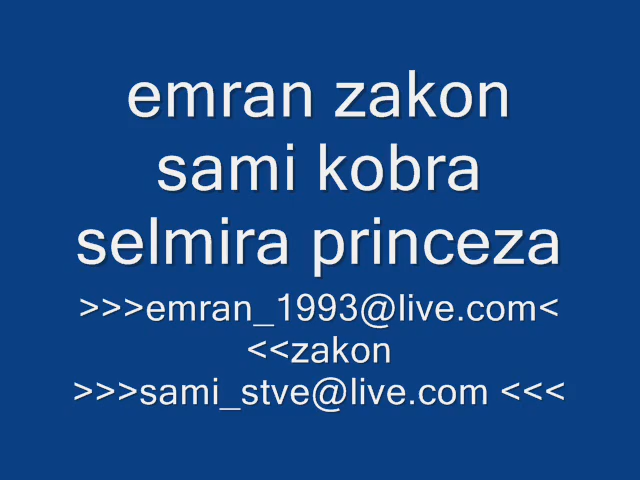 emran zakon
sami kobra
selmira princeza
>>>emran_1993@live.com<
<<zakon
>>>sami_stve@live.com <<<